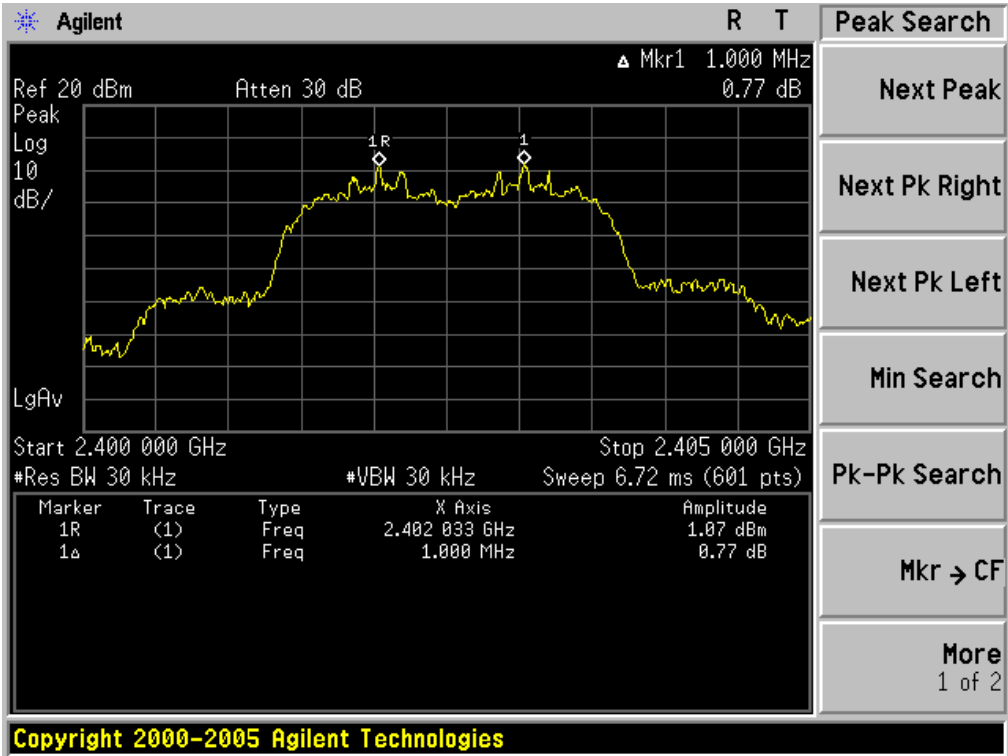 Agilent R T
Peak Search
Δ Mkr1 1.000 MHz
Ref 20 dBm Atten 30 dB 0.77 dB
Peak
Log
10
dB/
1R
1
LgAv
Start 2.400 000 GHz Stop 2.405 000 GHz
#Res BW 30 kHz #VBW 30 kHz Sweep 6.72 ms (601 pts)
Marker Trace Type X Axis Amplitude
1R (1) Freq 2.402 033 GHz 1.07 dBm
1Δ (1) Freq 1.000 MHz 0.77 dB
Next Peak
Next Pk Right
Next Pk Left
Min Search
Pk-Pk Search
Mkr → CF
More
1 of 2
Copyright 2000-2005 Agilent Technologies